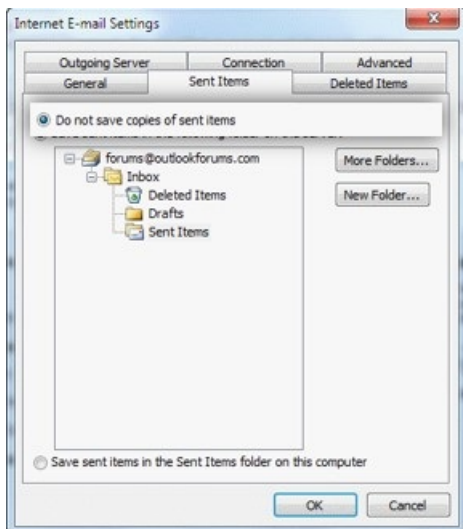 Internet E-mail Settings
Outgoing Server Connection Advanced
General Sent Items Deleted Items
Do not save copies of sent items
forums@outlookforums.com
More Folders...
Inbox
Deleted Items
New Folder...
Drafts
Sent Items
Save sent items in the Sent Items folder on this computer
OK Cancel